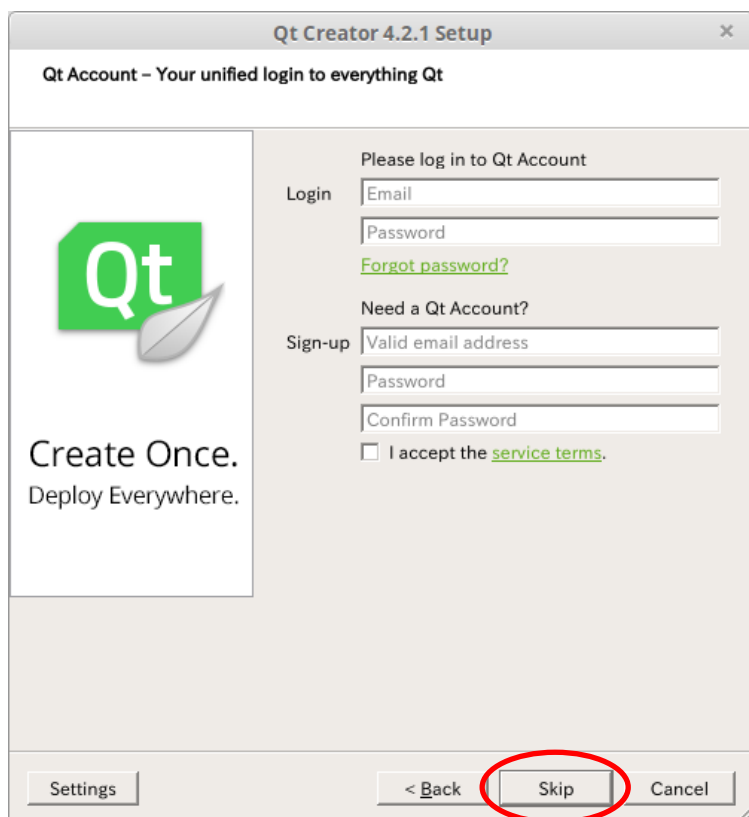 Qt Creator 4.2.1 Setup
×
Qt Account – Your unified login to everything Qt
Qt
Create Once.
Deploy Everywhere.
Please log in to Qt Account
Login Email
Password
Forgot password?
Need a Qt Account?
Sign-up Valid email address
Password
Confirm Password
I accept the service terms.
Settings < Back Skip Cancel